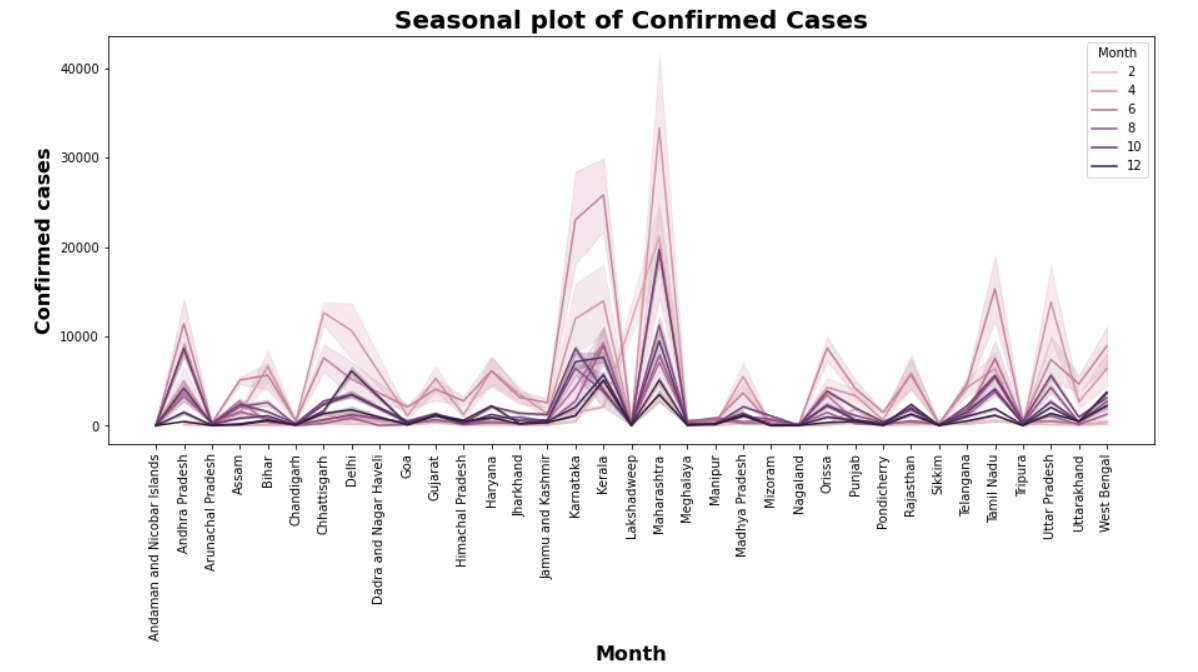 Seasonal plot of Confirmed Cases
Confirmed cases
40000
30000
20000
10000
0
Month
2
4
6
8
10
12
Andaman and Nicobar Islands
Andhra Pradesh
Arunachal Pradesh
Assam
Bihar
Chandigarh
Chhattisgarh
Delhi
Dadra and Nagar Haveli
Goa
Gujarat
Himachal Pradesh
Haryana
Jharkhand
Jammu and Kashmir
Karnataka
Kerala
Lakshadweep
Maharashtra
Meghalaya
Manipur
Madhya Pradesh
Mizoram
Nagaland
Orissa
Punjab
Pondicherry
Rajasthan
Sikkim
Telangana
Tamil Nadu
Tripura
Uttar Pradesh
Uttarakhand
West Bengal
Month